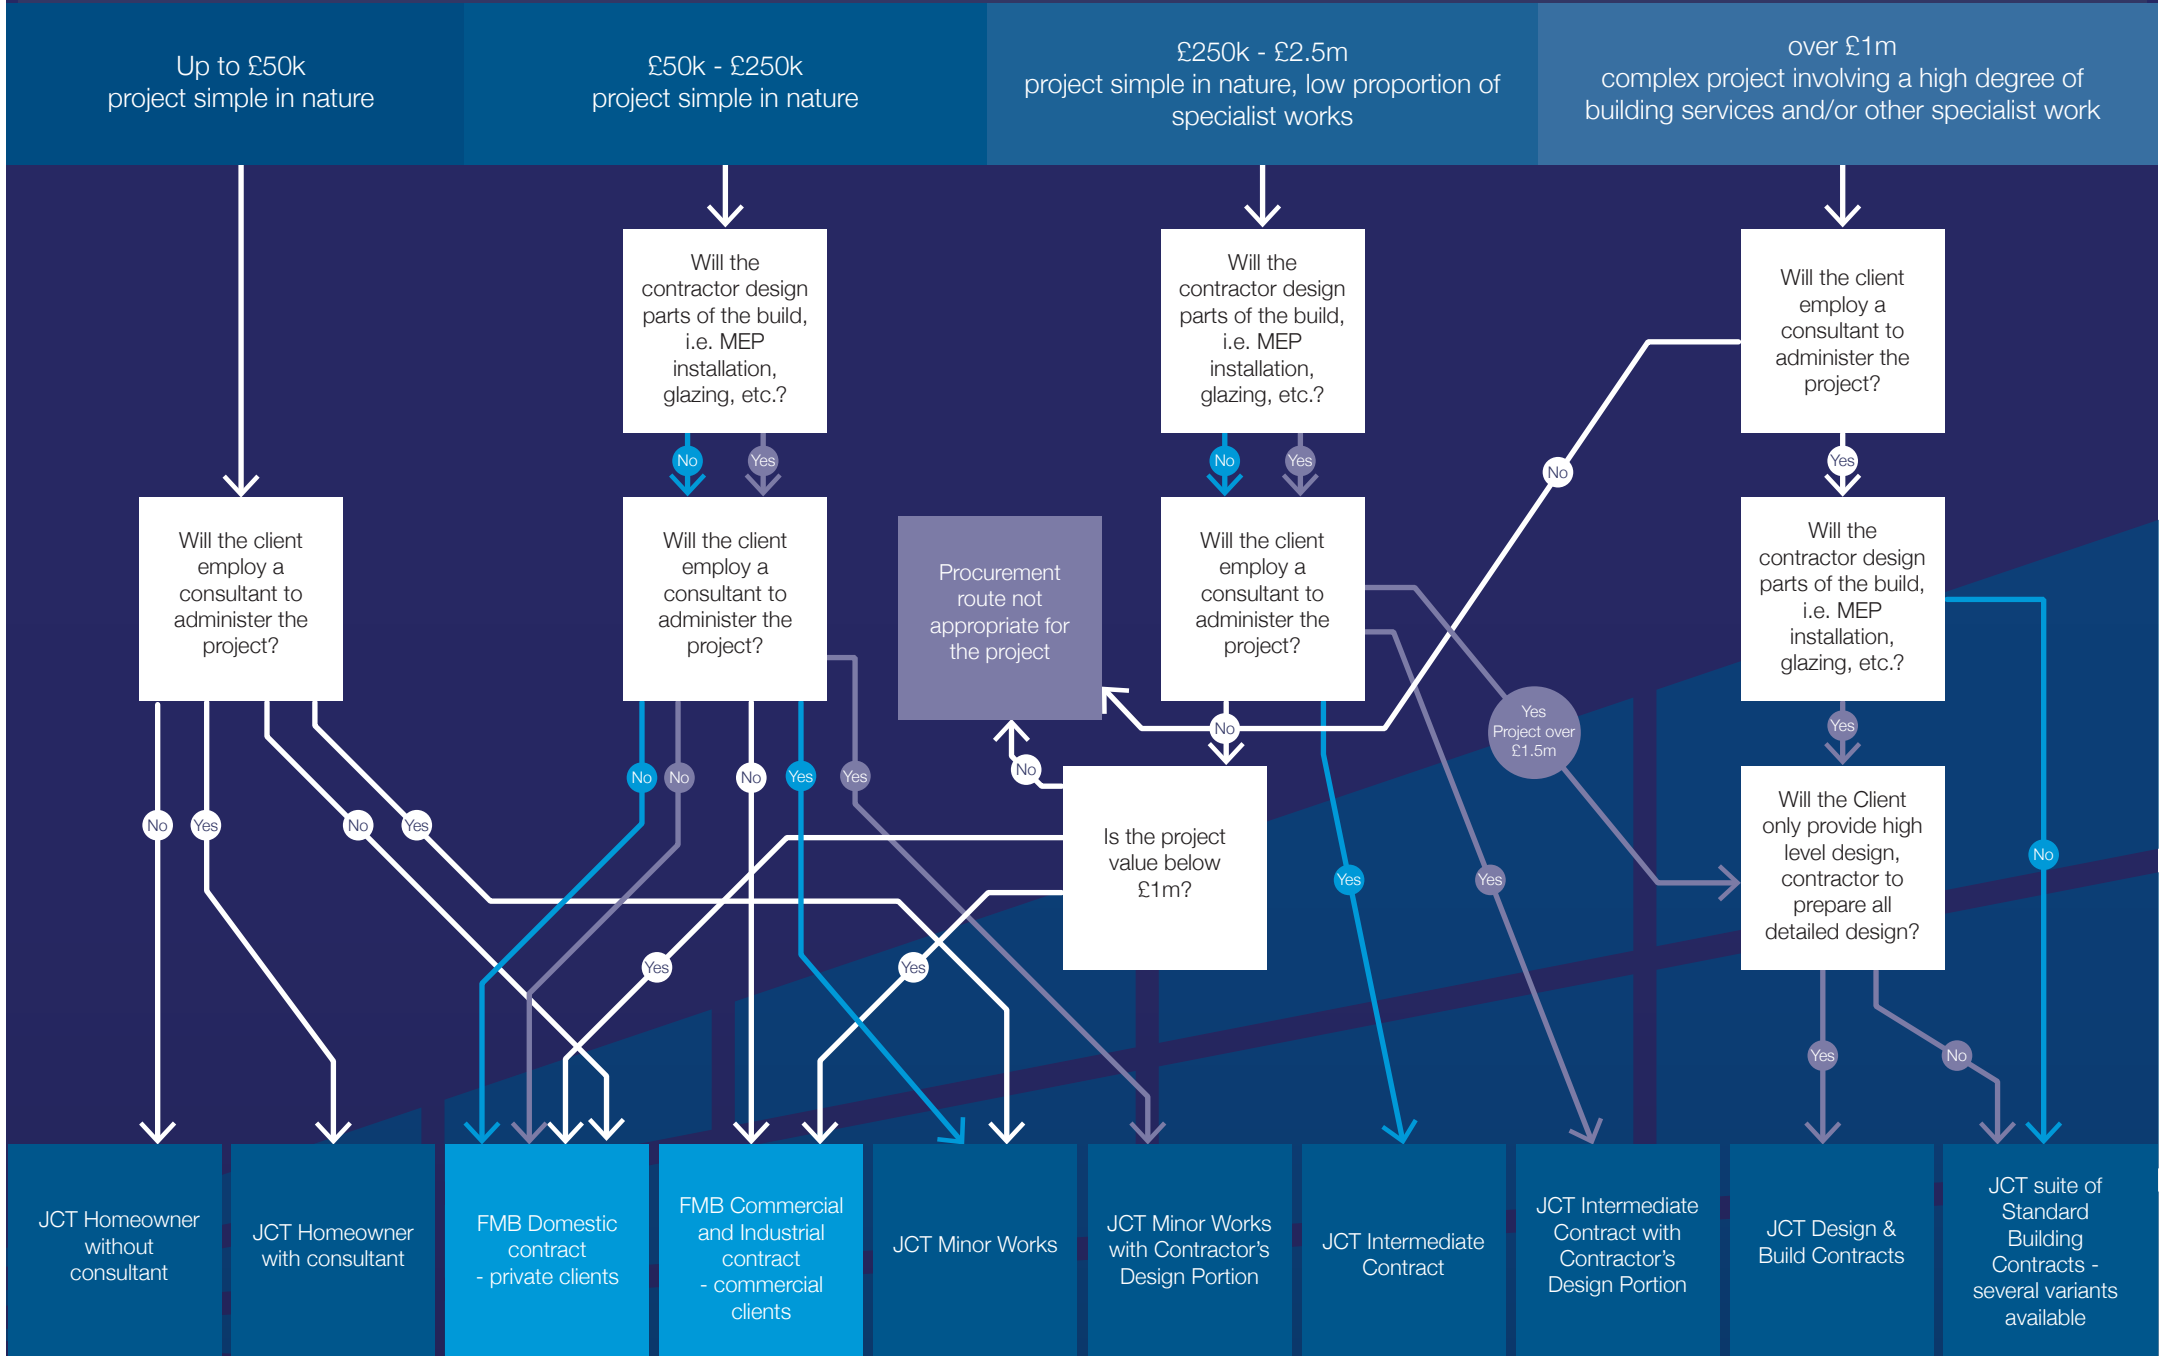 Up to £50k
project simple in nature
£50k - £250k
project simple in nature
£250k - £2.5m
project simple in nature, low proportion of
specialist works
over £1m
complex project involving a high degree of
building services and/or other specialist work
Will the
contractor design
parts of the build,
i.e. MEP
installation,
glazing, etc.?
Will the
contractor design
parts of the build,
i.e. MEP
installation,
glazing, etc.?
Will the client
employ a
consultant to
administer the
project?
No
Yes
No
Yes
No
Yes
Will the client
employ a
consultant to
administer the
project?
Will the client
employ a
consultant to
administer the
project?
Procurement
route not
appropriate for
the project
Will the client
employ a
consultant to
administer the
project?
Will the
contractor design
parts of the build,
i.e. MEP
installation,
glazing, etc.?
Yes
Project over
£1.5m
No
Yes
No
No
No
No
Yes
Yes
No
Yes
No
Yes
Is the project
value below
£1m?
Will the Client
only provide high
level design,
contractor to
prepare all
detailed design?
No
Yes
Yes
Yes
Yes
Yes
No
JCT Homeowner
without
consultant
JCT Homeowner
with consultant
FMB Domestic
contract
- private clients
FMB Commercial
and Industrial
contract
- commercial
clients
JCT Minor Works
JCT Minor Works
with Contractor's
Design Portion
JCT Intermediate
Contract
JCT Intermediate
Contract with
Contractor's
Design Portion
JCT Design &
Build Contracts
JCT suite of
Standard
Building
Contracts -
several variants
available